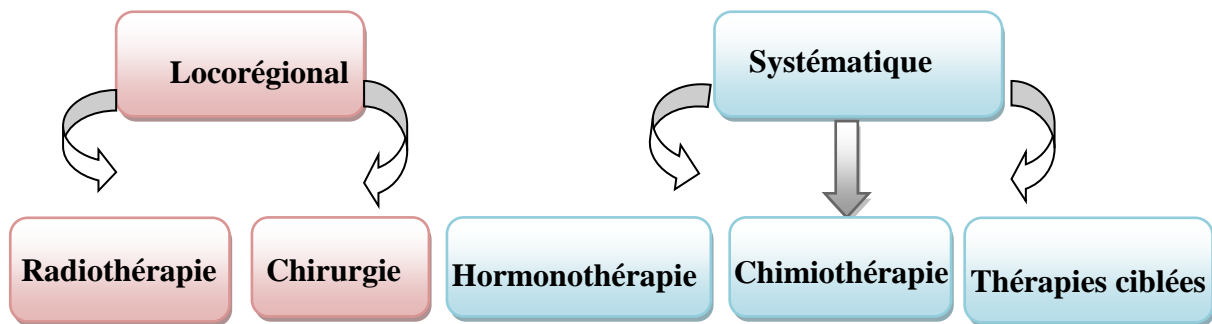 Locorégional
Systématique
Radiothérapie
Chirurgie
Hormonothérapie
Chimiothérapie
Thérapies ciblées